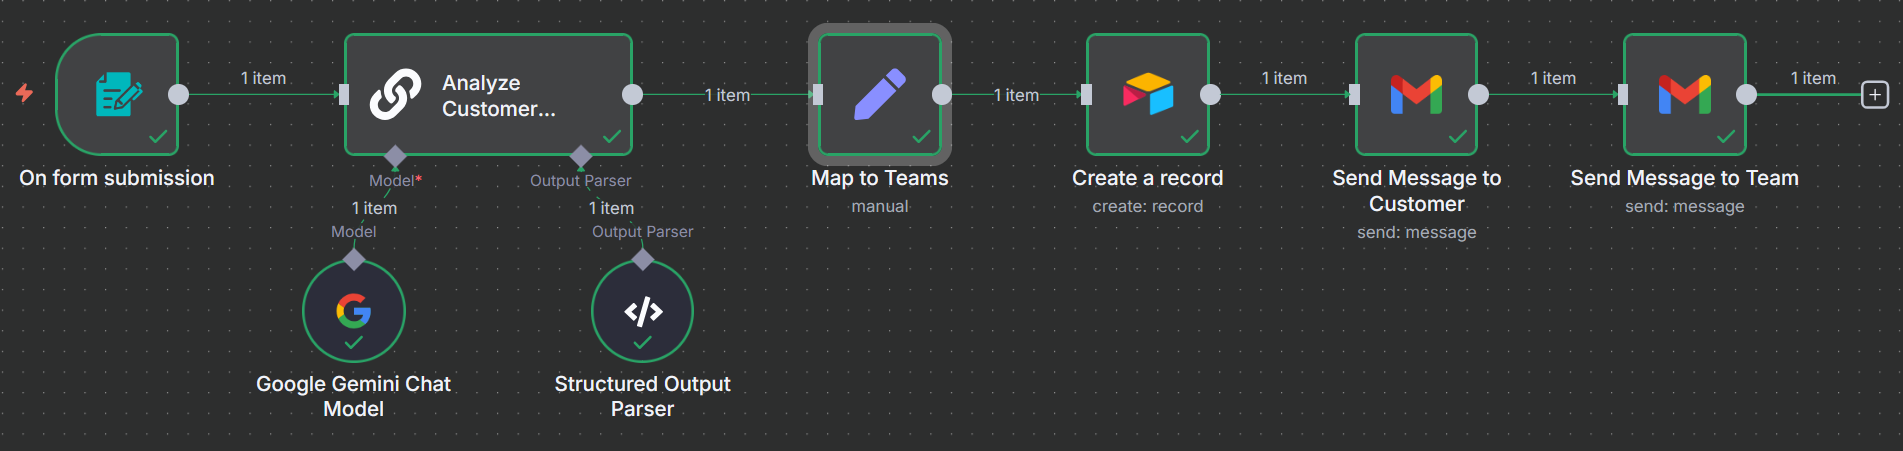 1 item
Analyze
Customer...
1 item
1 item
1 item
1 item
1 item
Model*
Output Parser
1 item
1 item
Model
Output Parser
On form submission
Map to Teams
manual
Create a record
create: record
Send Message to
Customer
send: message
Send Message to Team
send: message
Google Gemini Chat
Model
Structured Output
Parser